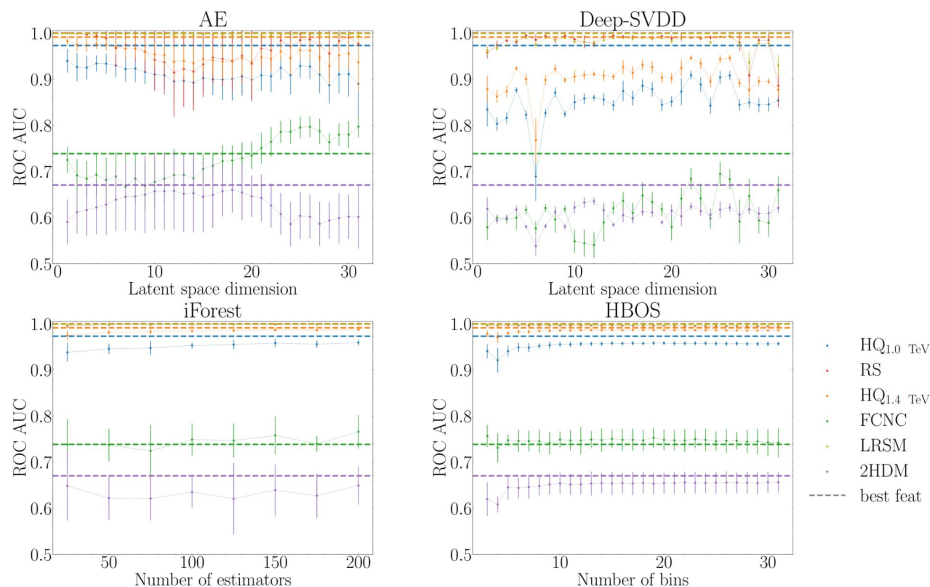 AE
ROC AUC
1.0
0.9
0.8
0.7
0.6
0.5
0 10 20 30
Latent space dimension
Deep-SVDD
ROC AUC
1.0
0.9
0.8
0.7
0.6
0.5
0 10 20 30
Latent space dimension
iForest
ROC AUC
1.0
0.9
0.8
0.7
0.6
0.5
50 100 150 200
Number of estimators
HBOS
ROC AUC
1.0
0.9
0.8
0.7
0.6
0.5
10 20 30
Number of bins
HQ1.0 TeV
RS
HQ1.4 TeV
FCNC
LRSM
2HDM
best feat